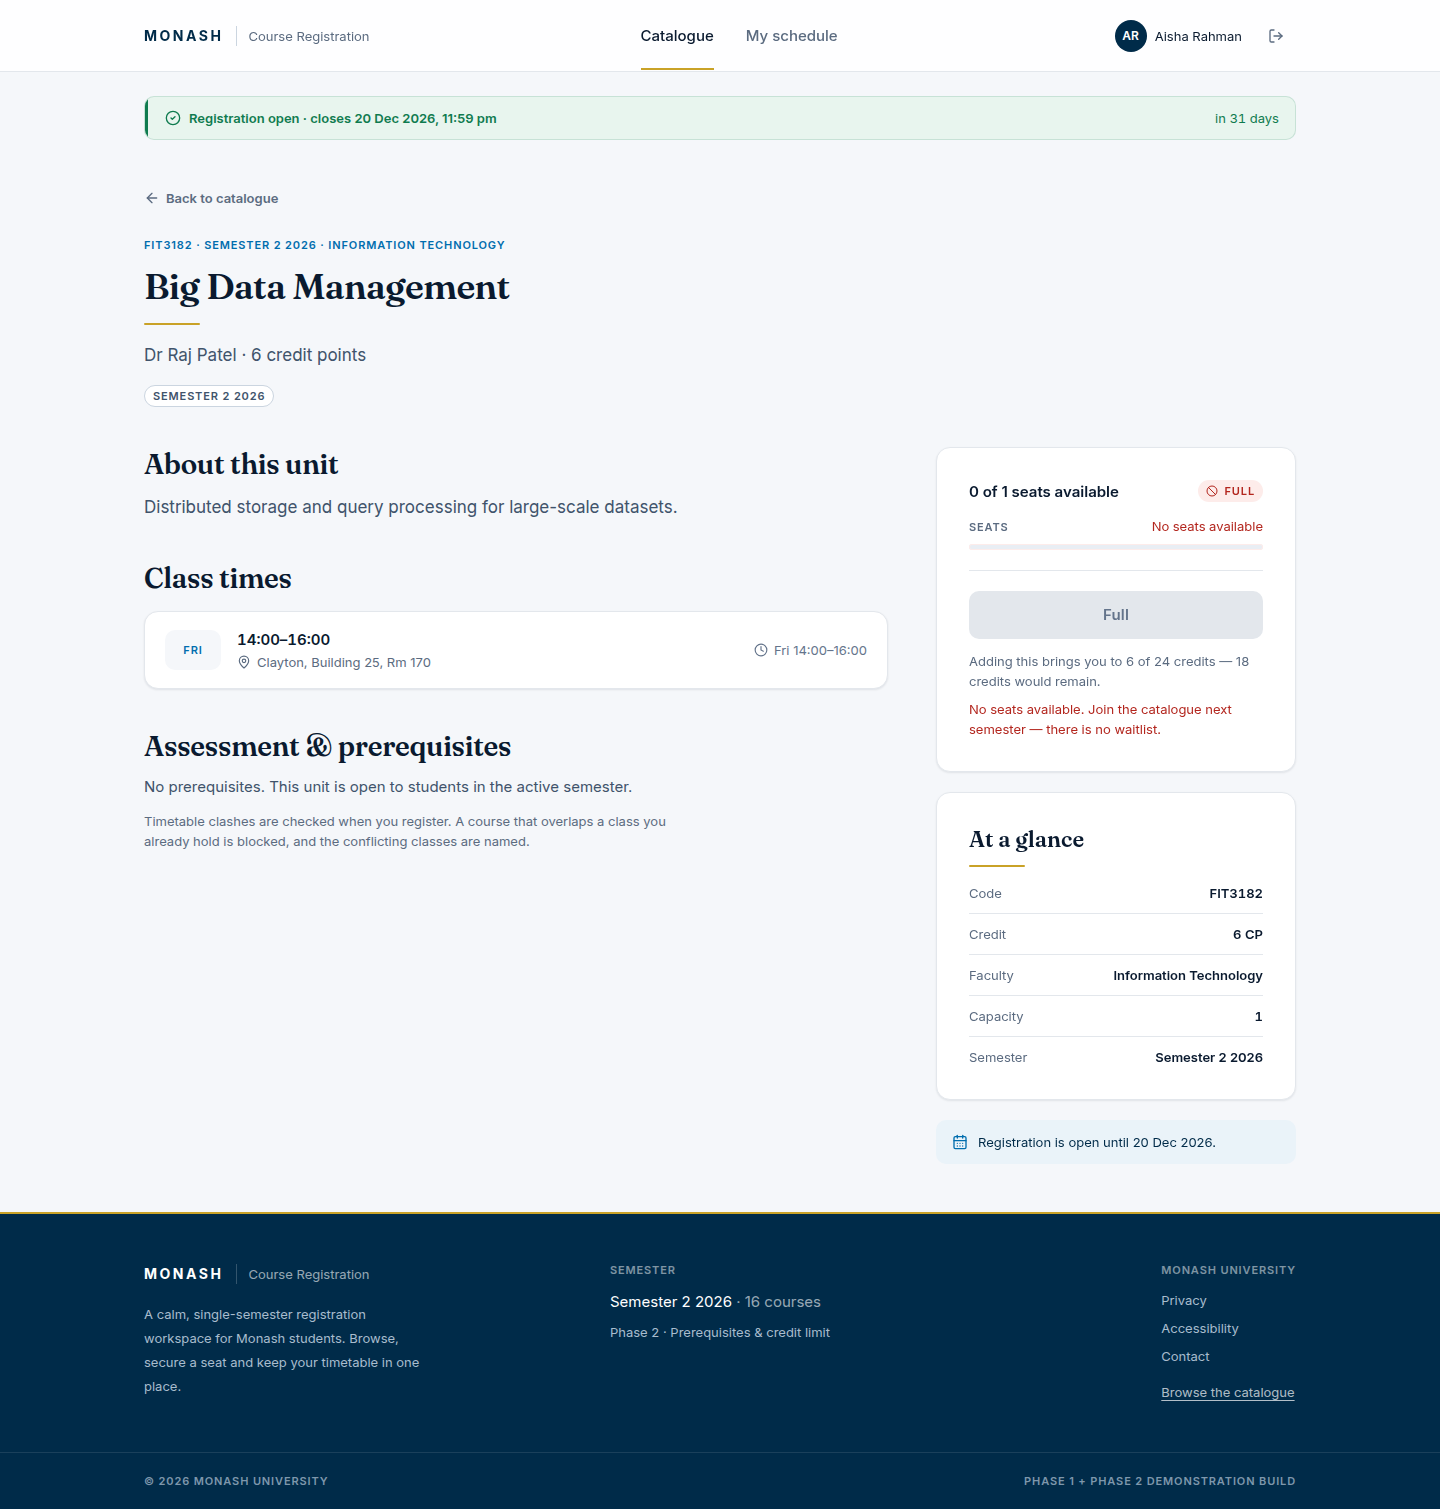 MONASH
Course Registration
Catalogue
My schedule
AR
Aisha Rahman
Registration open · closes 20 Dec 2026, 11:59 pm
in 31 days
Back to catalogue
FIT3182 · SEMESTER 2 2026 · INFORMATION TECHNOLOGY
Big Data Management
Dr Raj Patel · 6 credit points
SEMESTER 2 2026
About this unit
Distributed storage and query processing for large-scale datasets.
Class times
FRI
14:00–16:00
Clayton, Building 25, Rm 170
Fri 14:00–16:00
Assessment & prerequisites
No prerequisites. This unit is open to students in the active semester.
Timetable clashes are checked when you register. A course that overlaps a class you
already hold is blocked, and the conflicting classes are named.
0 of 1 seats available
FULL
SEATS
No seats available
Full
Adding this brings you to 6 of 24 credits — 18
credits would remain.
No seats available. Join the catalogue next
semester — there is no waitlist.
At a glance
Code
FIT3182
Credit
6 CP
Faculty
Information Technology
Capacity
1
Semester
Semester 2 2026
Registration is open until 20 Dec 2026.
MONASH
Course Registration
A calm, single-semester registration
workspace for Monash students. Browse,
secure a seat and keep your timetable in one
place.
SEMESTER
Semester 2 2026 · 16 courses
Phase 2 · Prerequisites & credit limit
MONASH UNIVERSITY
Privacy
Accessibility
Contact
Browse the catalogue
© 2026 MONASH UNIVERSITY
PHASE 1 + PHASE 2 DEMONSTRATION BUILD